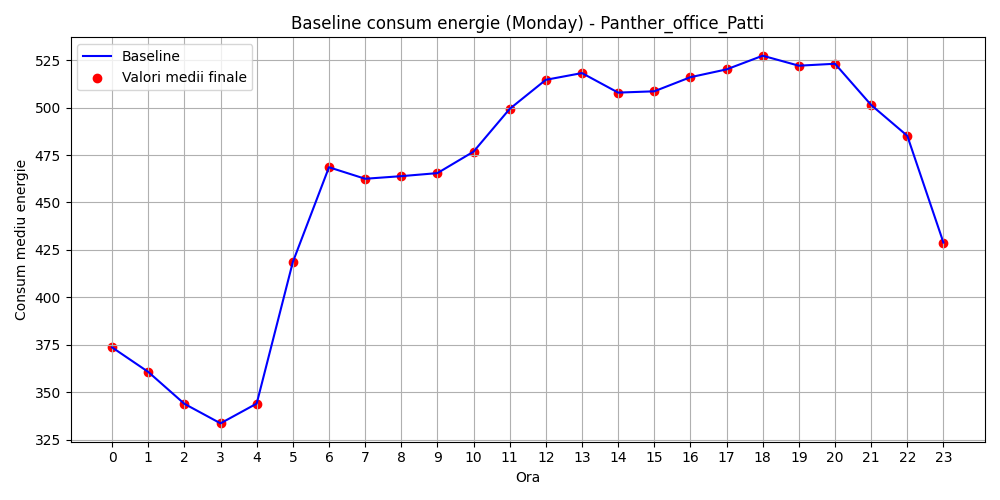 Baseline consum energie (Monday) - Panther_office_Patti
Baseline
Valori medii finale
Consum mediu energie
525
500
475
450
425
400
375
350
325
0 1 2 3 4 5 6 7 8 9 10 11 12 13 14 15 16 17 18 19 20 21 22 23
Ora